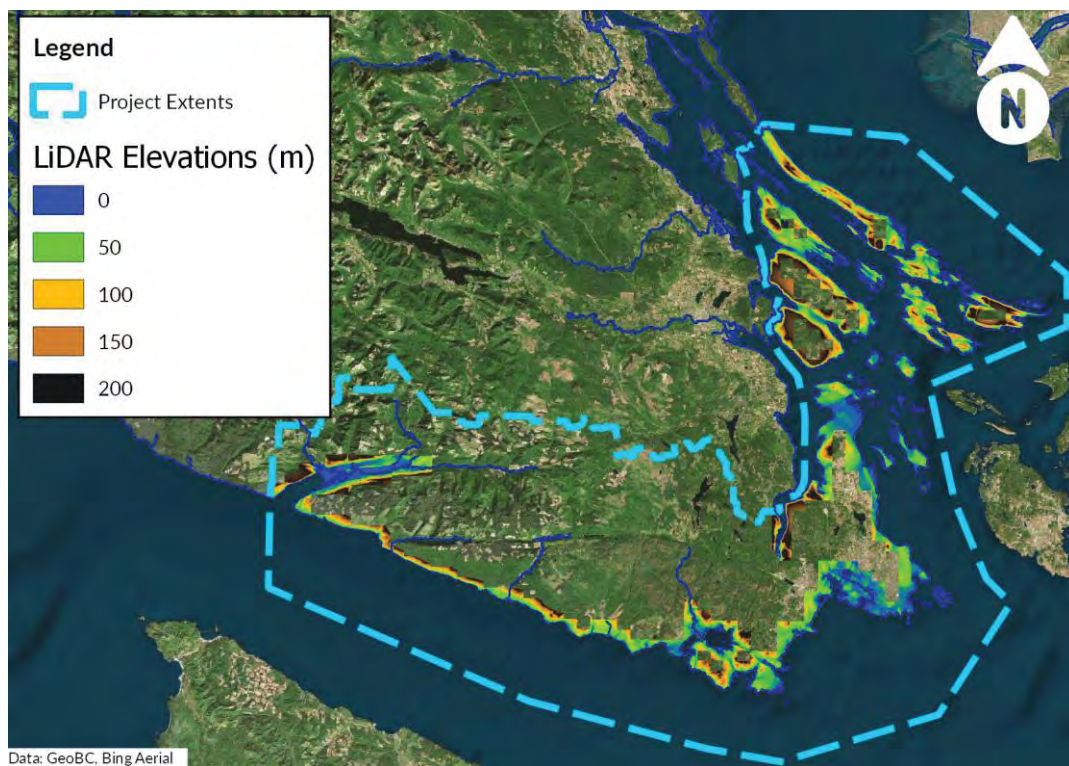 Legend
Project Extents
LiDAR Elevations (m)
0
50
100
150
200
N
Data: GeoBC, Bing Aerial